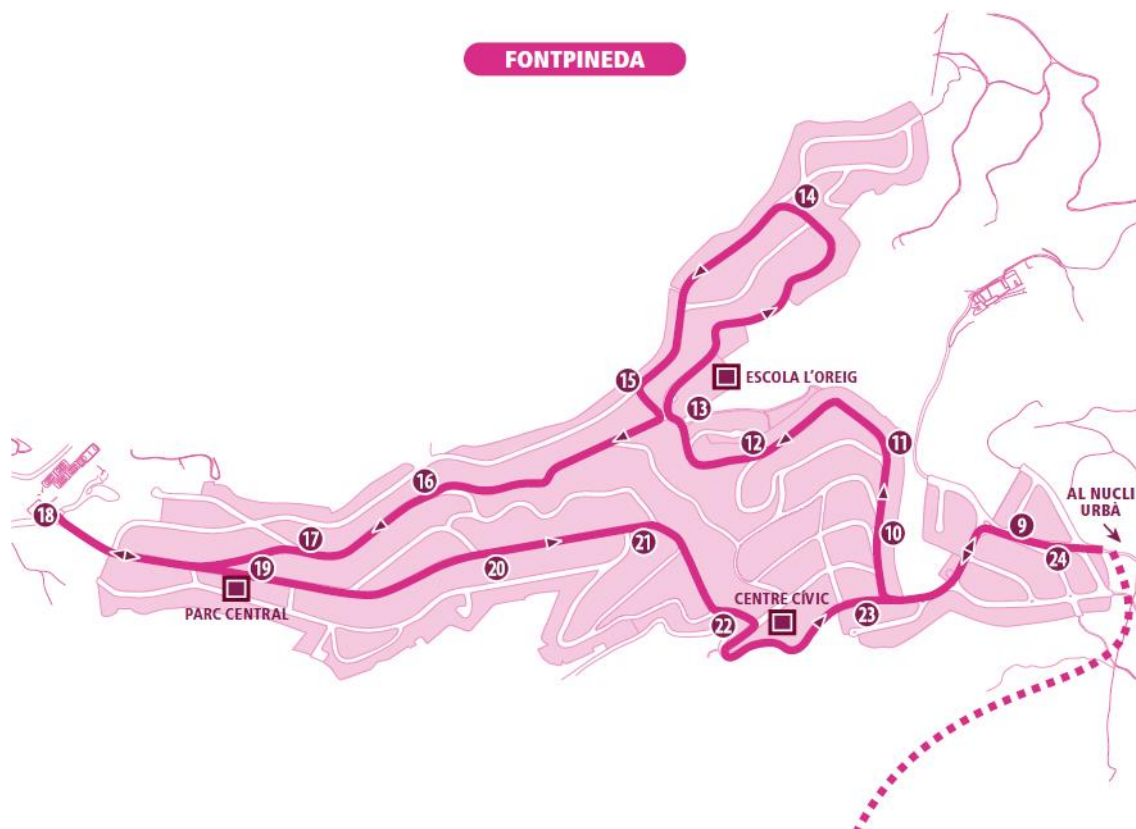 FONTPINEDA
14
15
ESCOLA L'OREIG
13
12
11
16
AL NUCLI
URBÀ
18
10
9
17
21
24
19
20
PARC CENTRAL
CENTRE CÍVIC
22
23